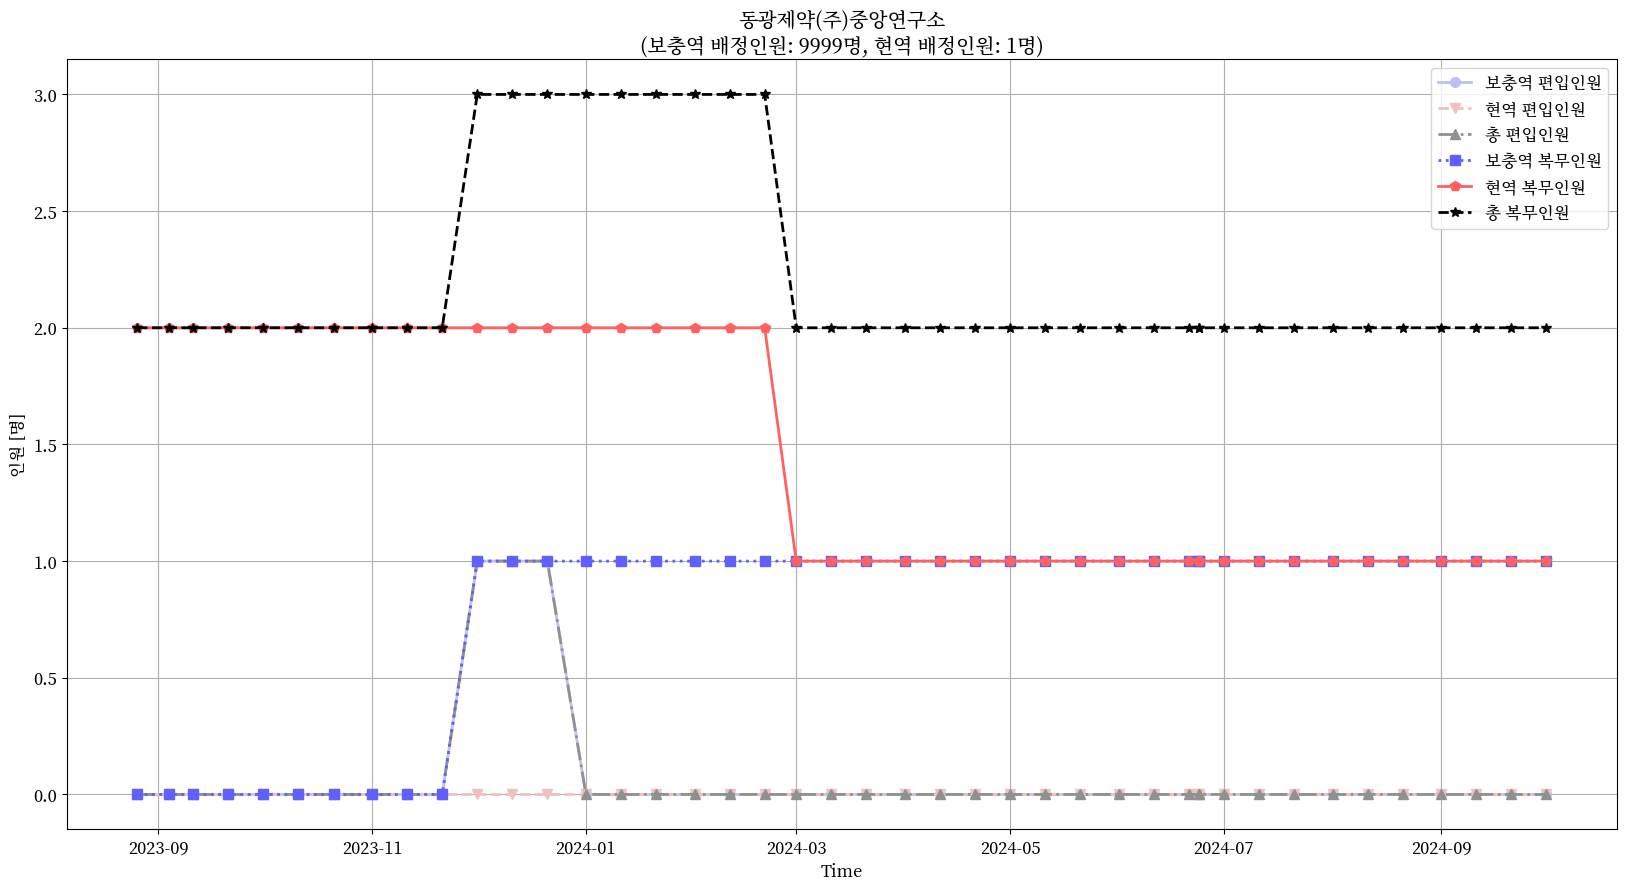 동광제약(주)중앙연구소
(보충역 배정인원: 9999명, 현역 배정인원: 1명)
보충역 편입인원
현역 편입인원
총 편입인원
보충역 복무인원
현역 복무인원
총 복무인원
인원 [명]
3.0
2.5
2.0
1.5
1.0
0.5
0.0
2023-09
2023-11
2024-01
2024-03
2024-05
2024-07
2024-09
Time